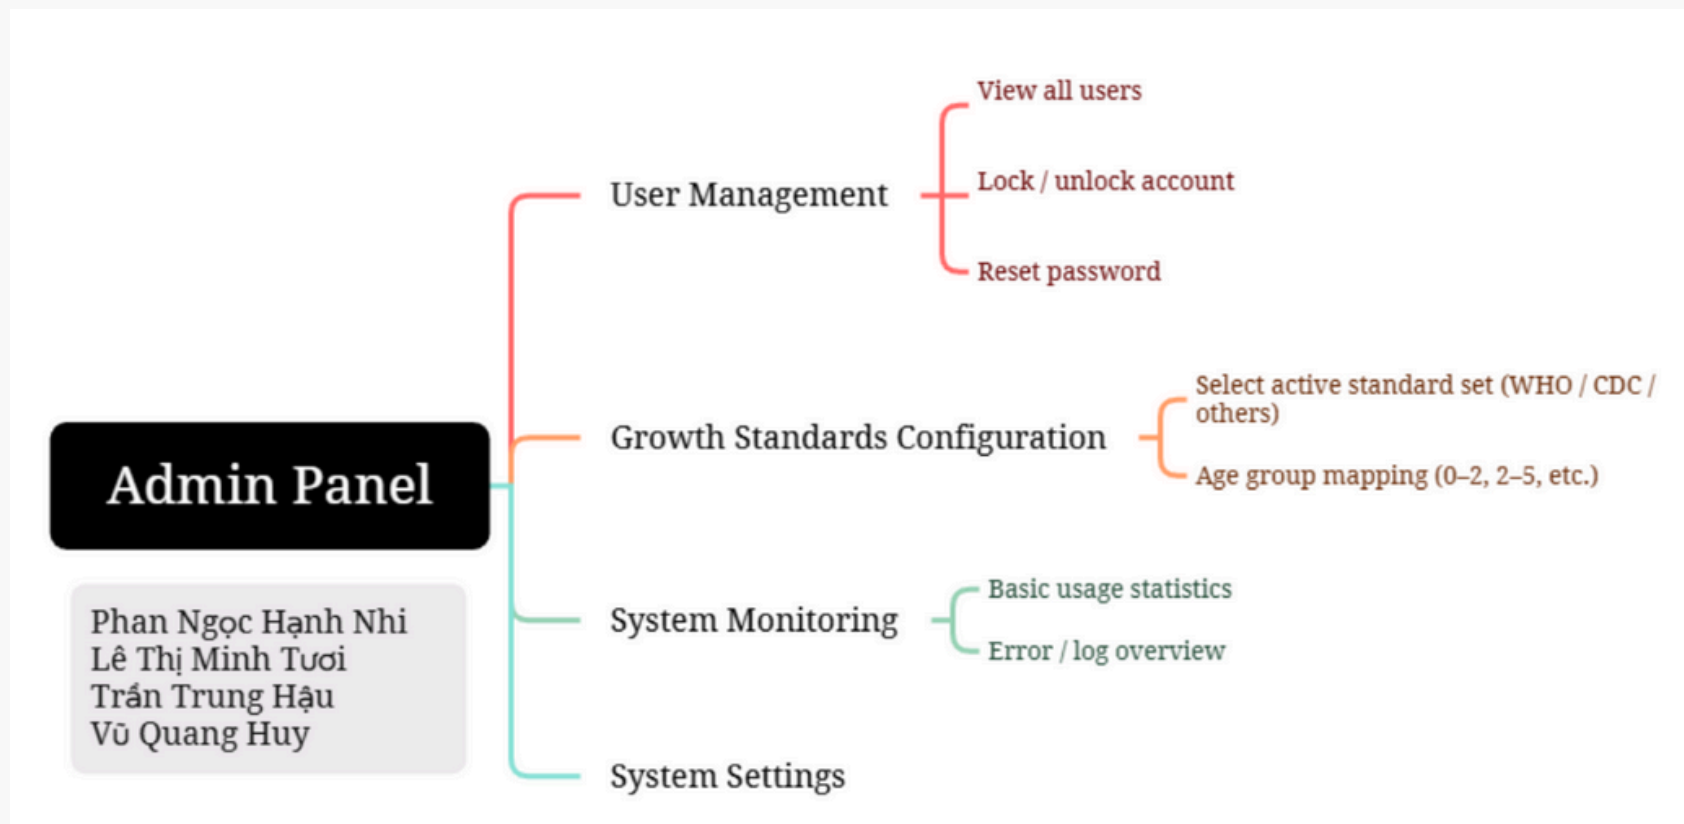 Admin Panel
Phan Ngọc Hạnh Nhi
Lê Thị Minh Tươi
Trần Trung Hậu
Vũ Quang Huy
User Management
View all users
Lock / unlock account
Reset password
Growth Standards Configuration
Select active standard set (WHO / CDC /
others)
Age group mapping (0–2, 2–5, etc.)
System Monitoring
Basic usage statistics
Error / log overview
System Settings